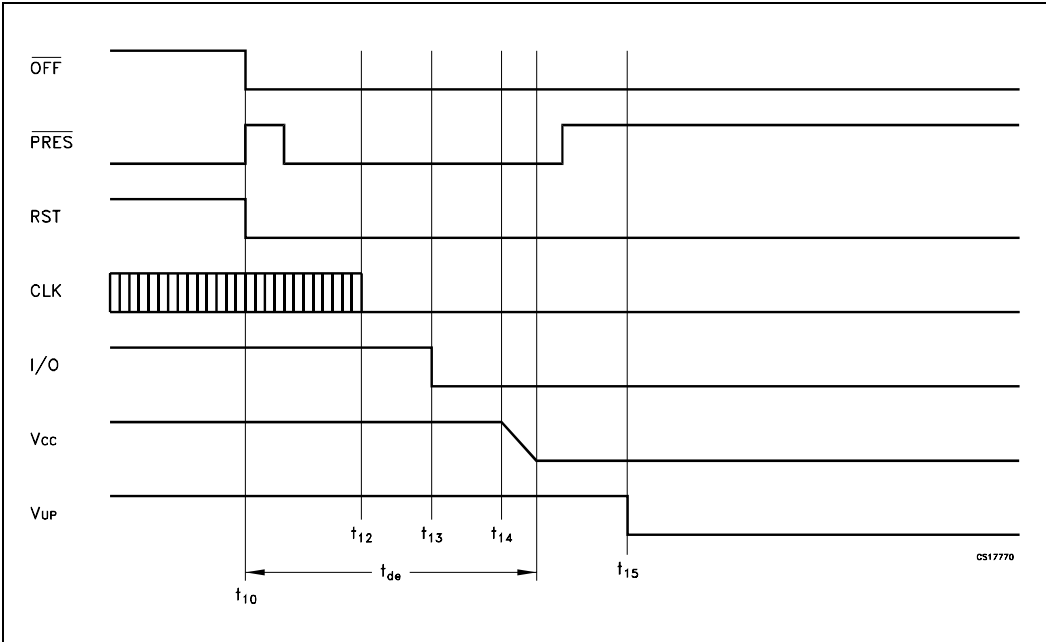 OFF
PRES
RST
CLK
I/O
Vcc
VUP
t12 t13 t14
CS17770
tde t15
t10